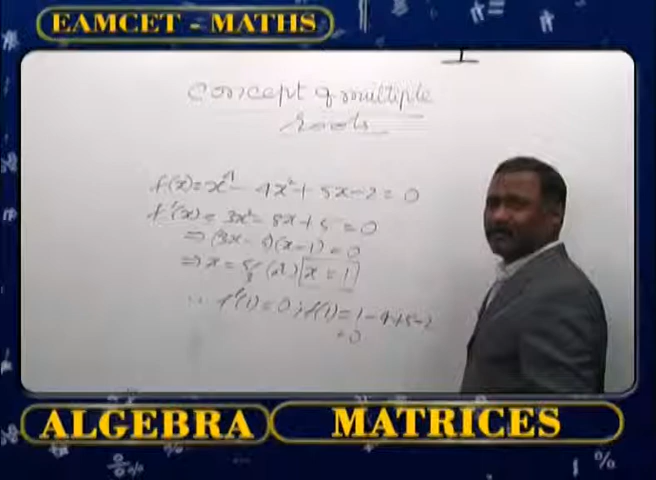 EAMCET - MATHS
Concept of multiple
roots
f(x) = x³ - 4x² + 5x - 2 = 0
f'(x) = 3x² - 8x + 5 = 0
⇒ (3x - 5)(x - 1) = 0
⇒ x = 5/3 (or) x = 1
∵ f'(1) = 0 ; f(1) = 1 - 4 + 5 - 2
= 0
ALGEBRA
MATRICES